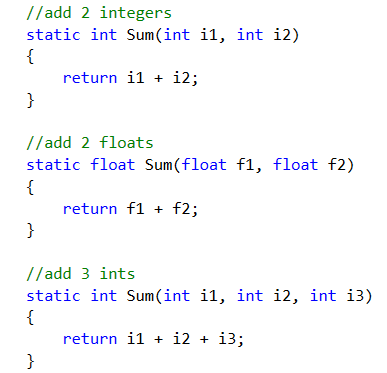 //add 2 integers
static int Sum(int i1, int i2)
{
    return i1 + i2;
}
//add 2 floats
static float Sum(float f1, float f2)
{
    return f1 + f2;
}
//add 3 ints
static int Sum(int i1, int i2, int i3)
{
    return i1 + i2 + i3;
}